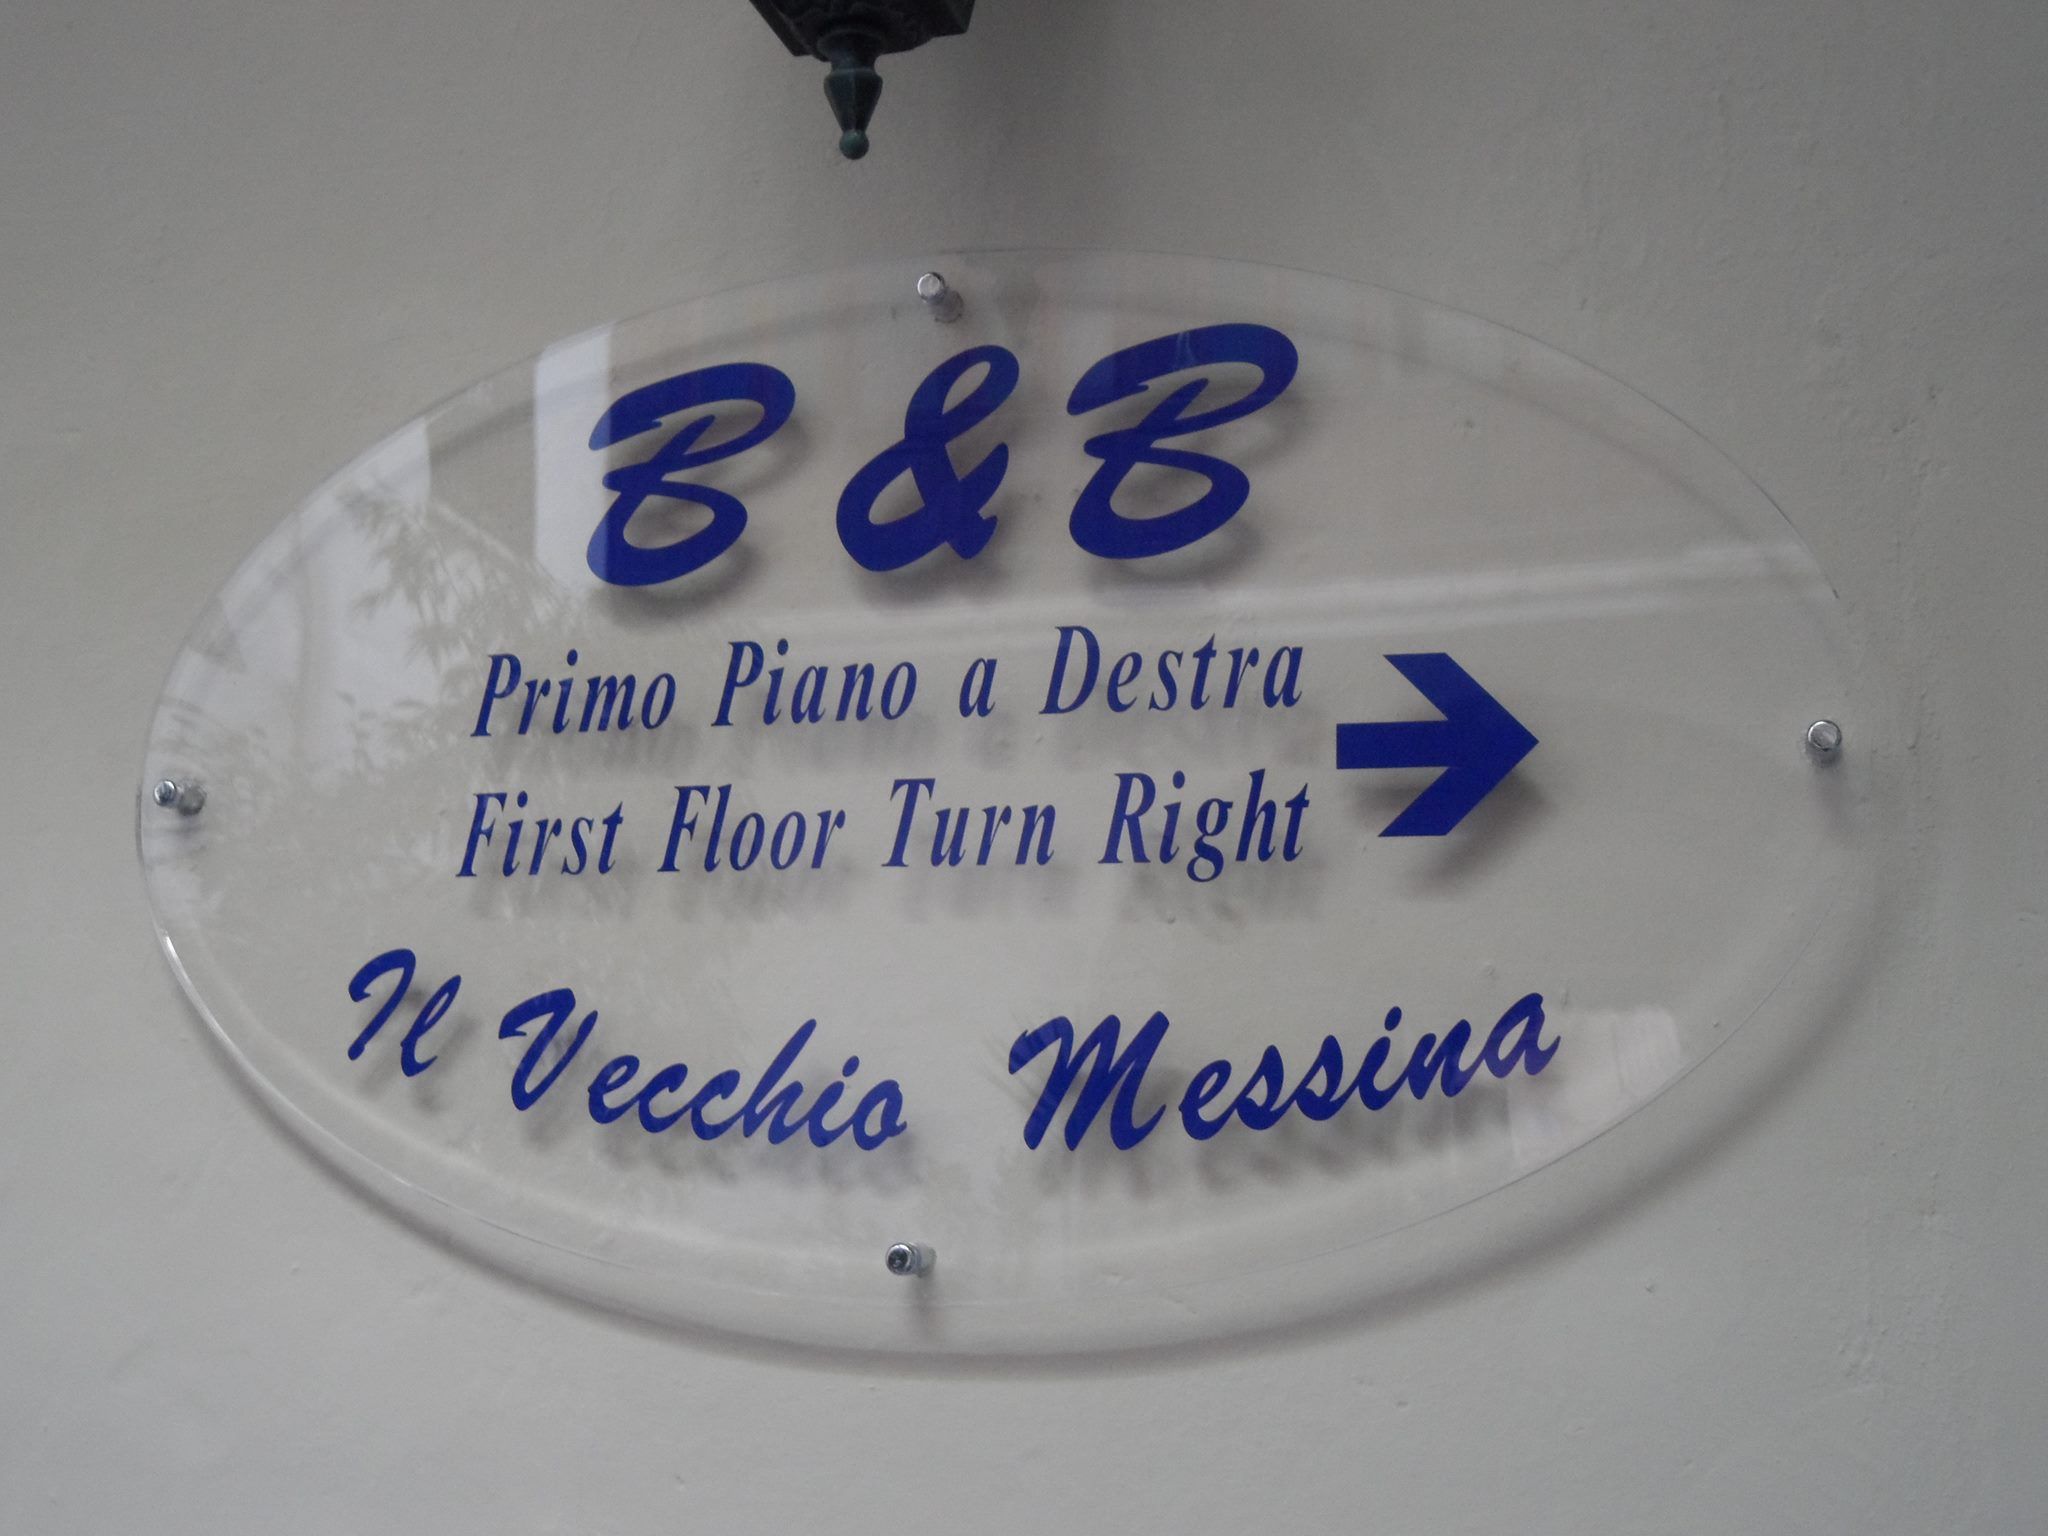 B & B
Primo Piano a Destra
First Floor Turn Right
Il Vecchio Messina